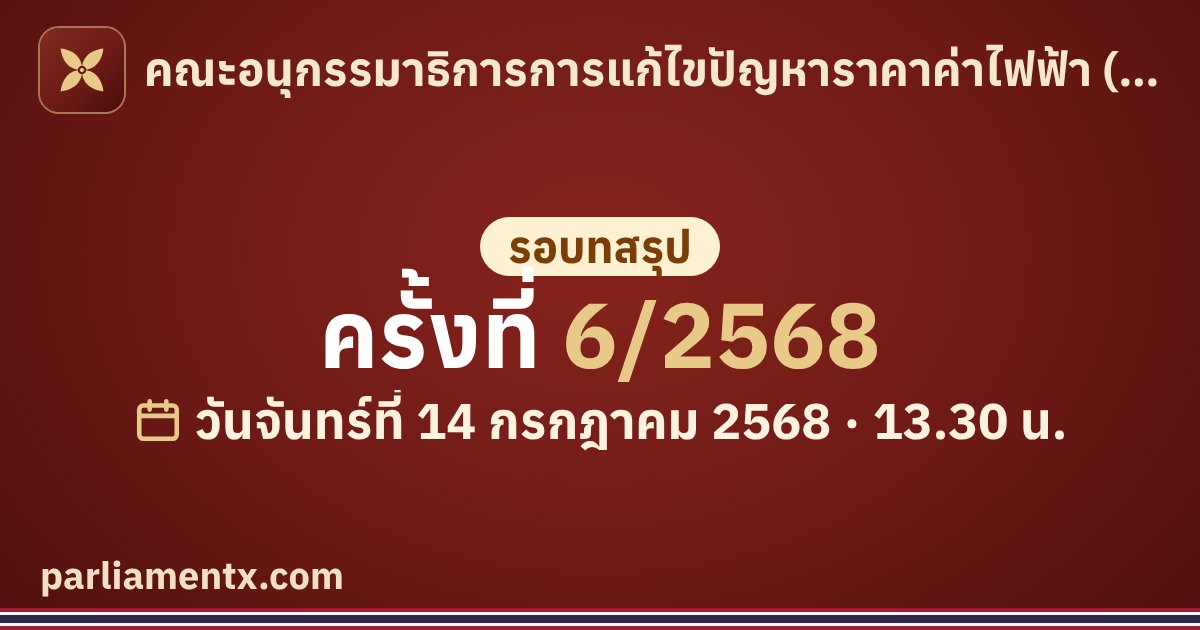 คณะอนุกรรมาธิการการแก้ไขปัญหาราคาค่าไฟฟ้า (...
รอบทสรุป
ครั้งที่ 6/2568
วันจันทร์ที่ 14 กรกฎาคม 2568 · 13.30 น.
parliamentx.com